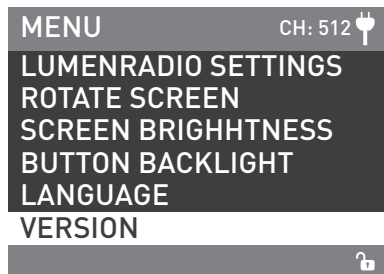 MENU CH: 512
LUMENRADIO SETTINGS
ROTATE SCREEN
SCREEN BRIGHHTNESS
BUTTON BACKLIGHT
LANGUAGE
VERSION